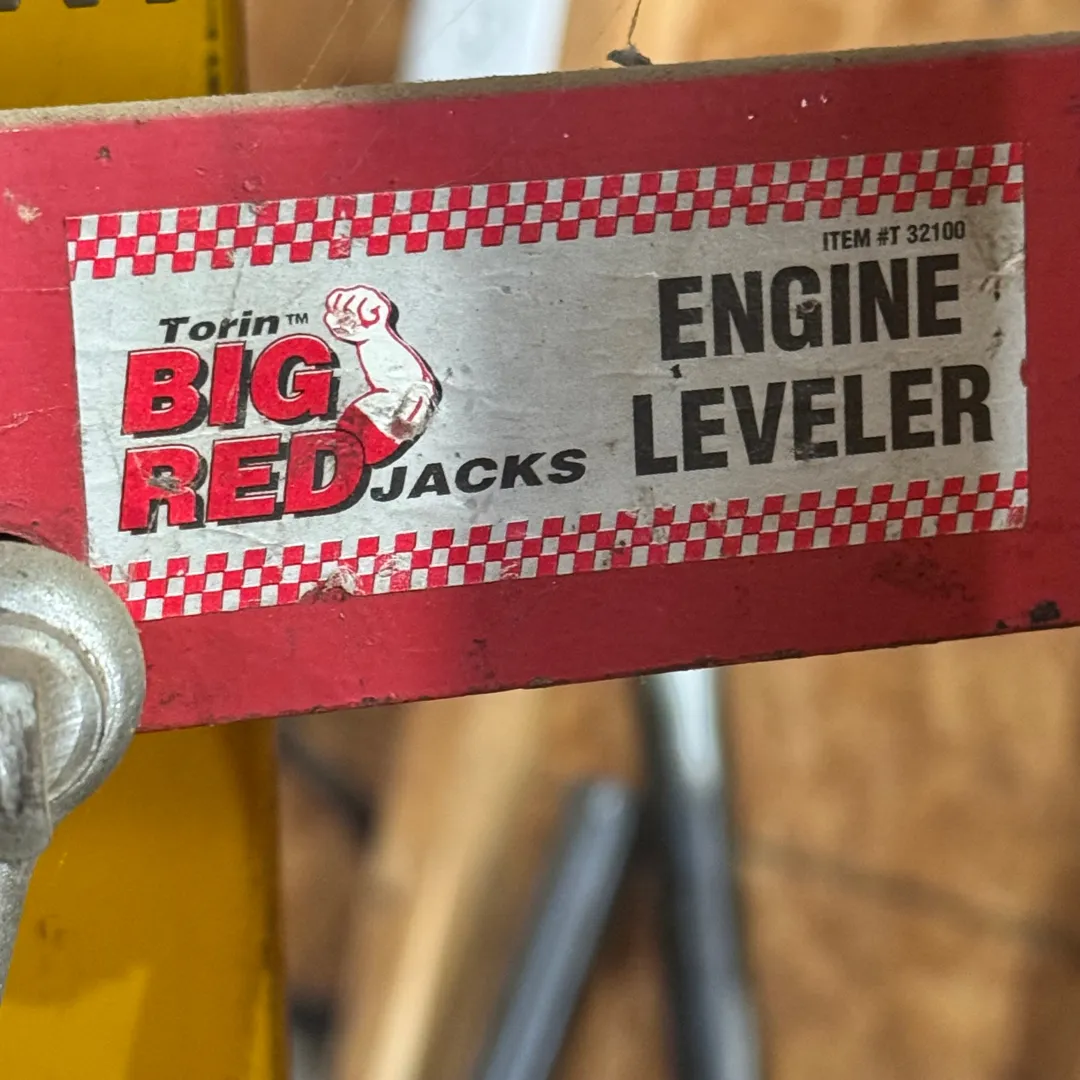 ITEM #T 32100
Torin™
BIG
RED JACKS
ENGINE
LEVELER